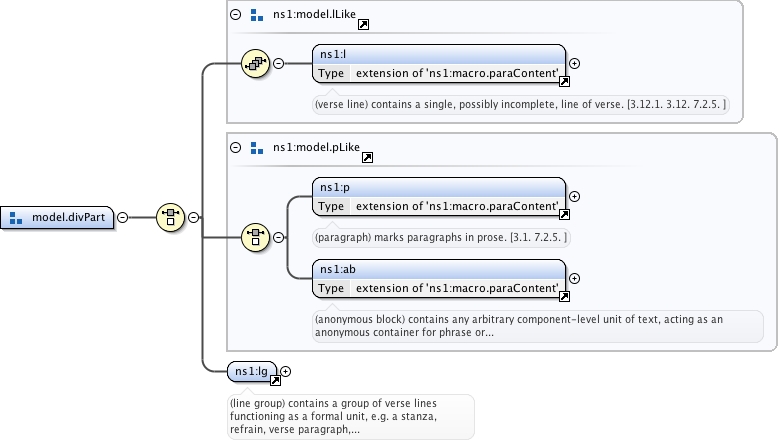 ns1:model.lLike
ns1:l
Type extension of 'ns1:macro.paraContent'
(verse line) contains a single, possibly incomplete, line of verse. [3.12.1. 3.12. 7.2.5. ]
ns1:model.pLike
ns1:p
Type extension of 'ns1:macro.paraContent'
model.divPart
(paragraph) marks paragraphs in prose. [3.1. 7.2.5. ]
ns1:ab
Type extension of 'ns1:macro.paraContent'
(anonymous block) contains any arbitrary component-level unit of text, acting as an
anonymous container for phrase or...
ns1:lg
(line group) contains a group of verse lines
functioning as a formal unit, e.g. a stanza,
refrain, verse paragraph,...